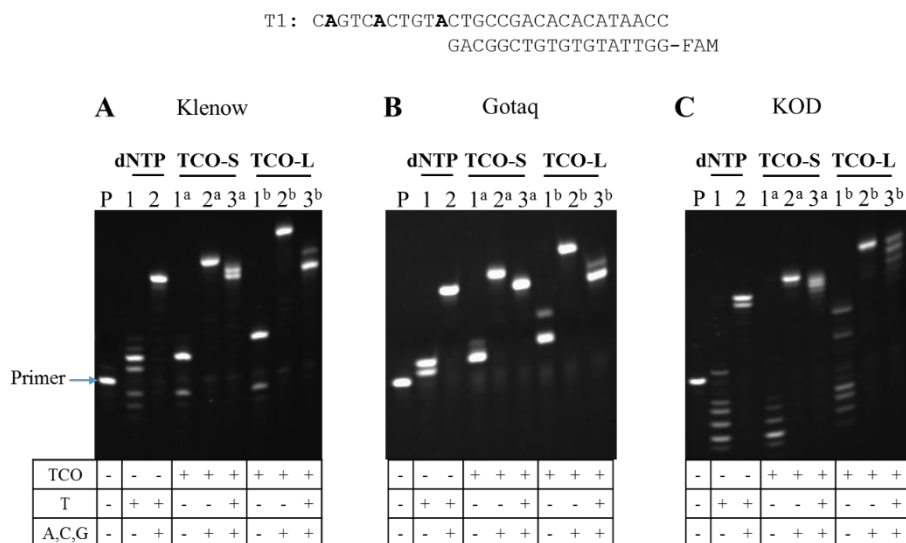 T1: CAGTCACTGTACTGCCGACACACATAACC
GACGGCTGTGTGTATTGG-FAM
A Klenow B Gotaq C KOD
dNTP TCO-S TCO-L dNTP TCO-S TCO-L dNTP TCO-S TCO-L
P 1 2 1ᵃ 2ᵃ 3ᵃ 1ᵇ 2ᵇ 3ᵇ P 1 2 1ᵃ 2ᵃ 3ᵃ 1ᵇ 2ᵇ 3ᵇ P 1 2 1ᵃ 2ᵃ 3ᵃ 1ᵇ 2ᵇ 3ᵇ
Primer
TCO - - - + + + + + + - - - + + + + + + - - - + + + + + +
T - + + - - + - - + - + + - - + - - + - + + - - + - - +
A,C,G - - + - + + - + + - - + - + + - + + - - + - + + - + +